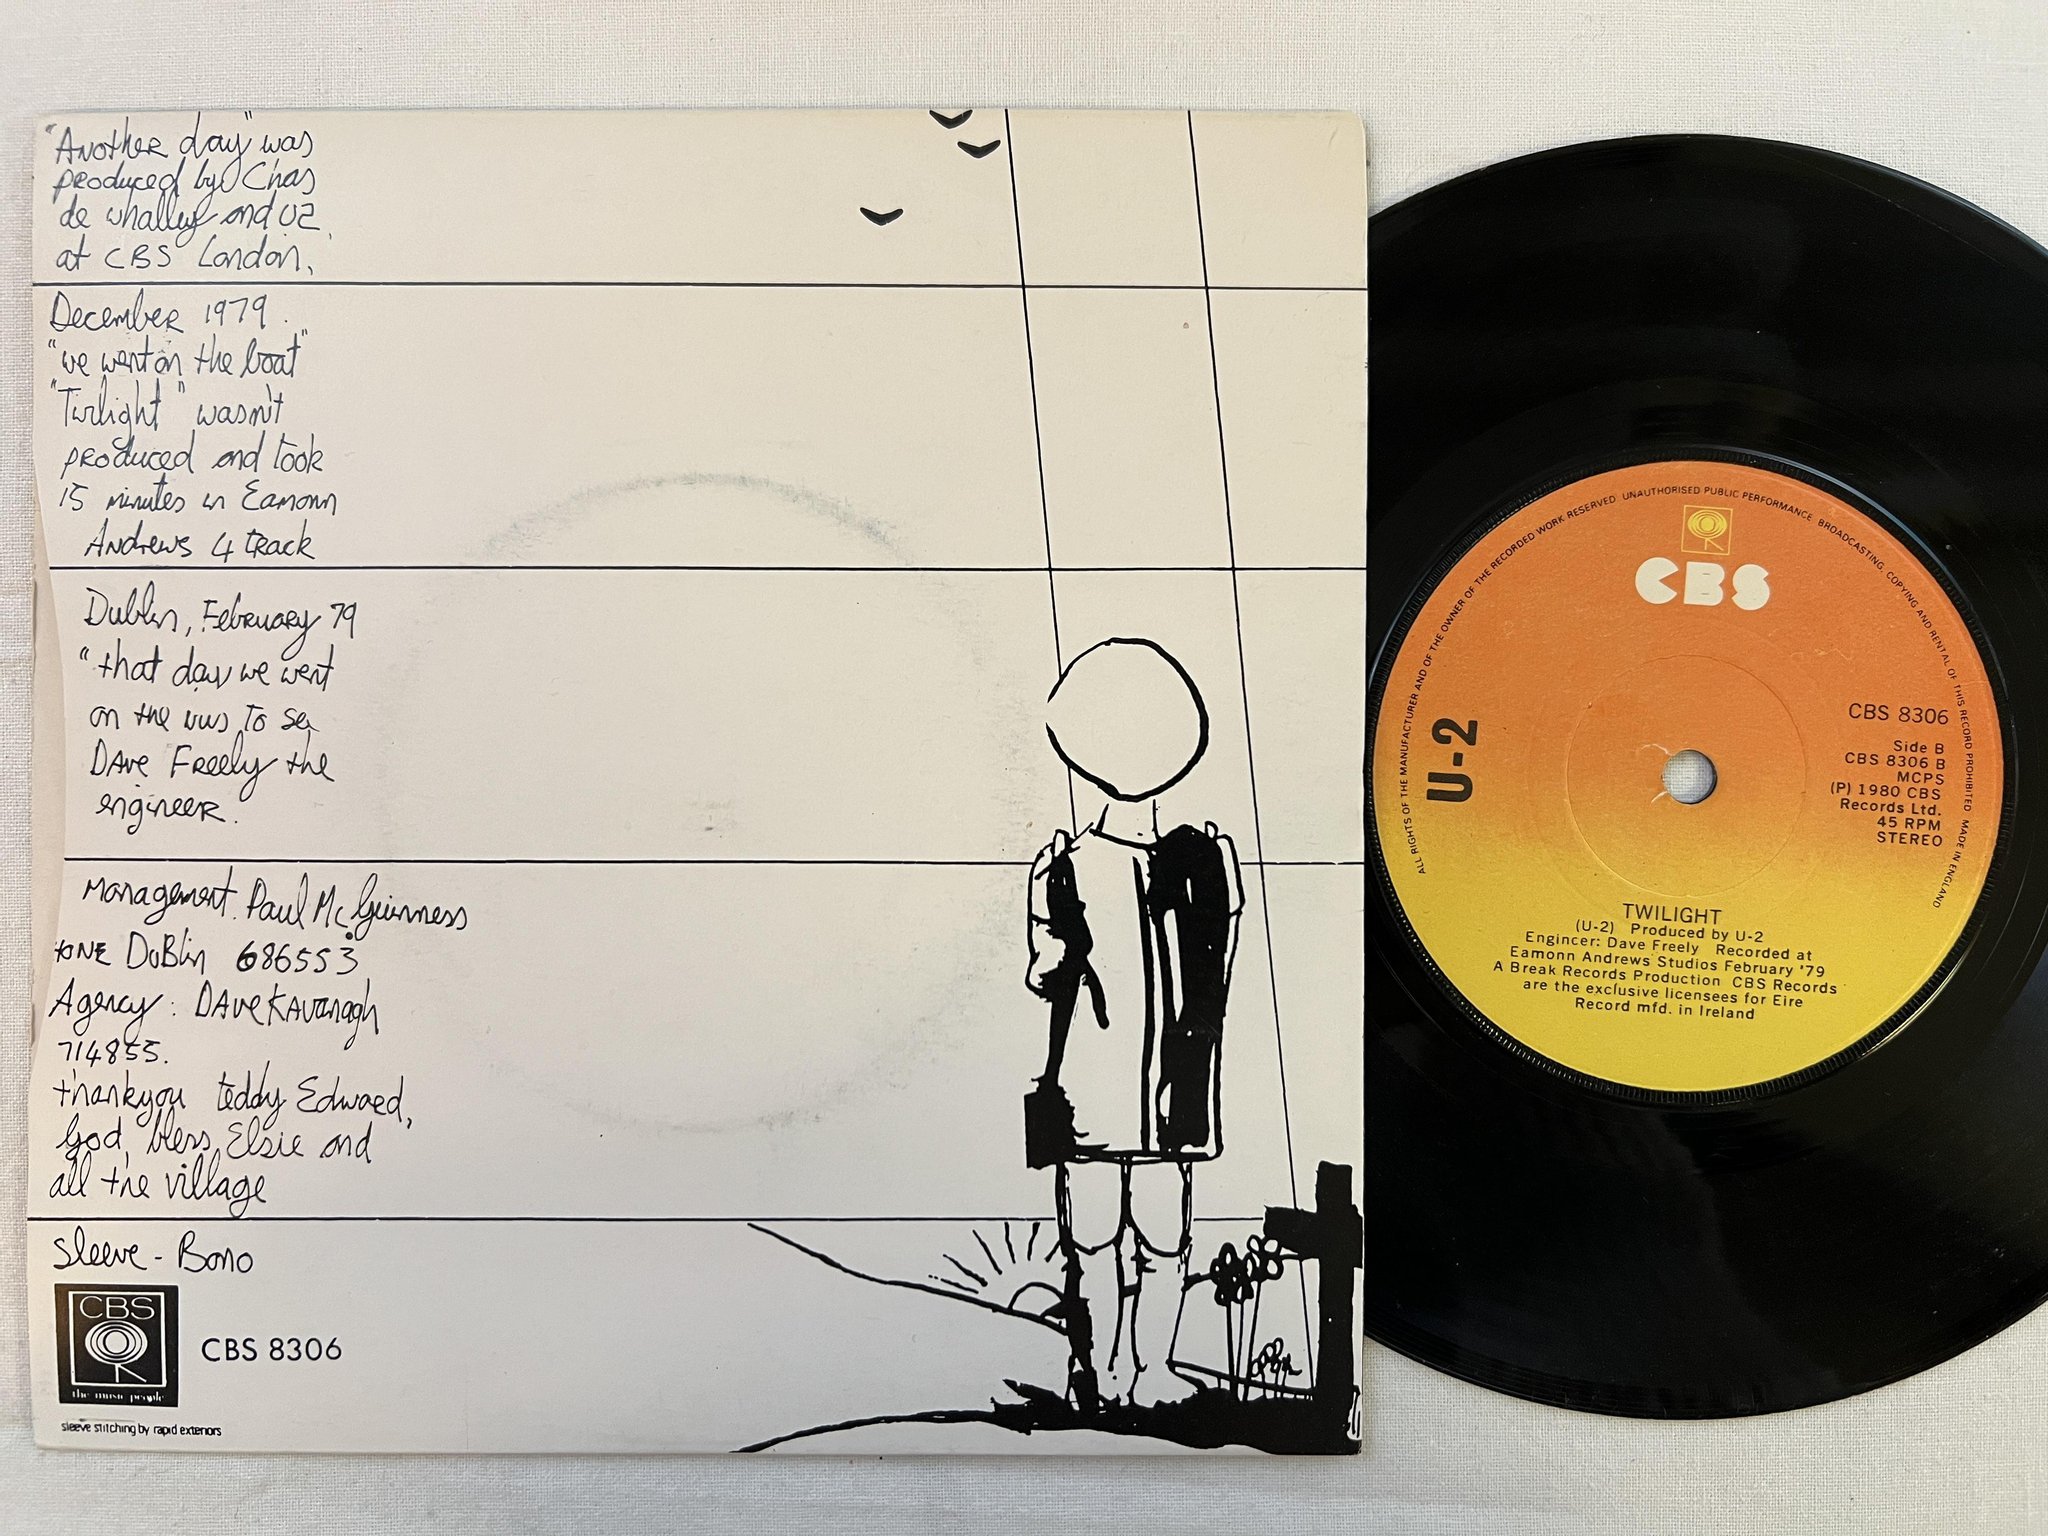 "Another day" was
produced by Chas
de whalley and U2
at CBS London,
December 1979.
"we went on the boat"
"Twilight" wasn't
produced and took
15 minutes in Eamonn
Andrews 4 track
Dublin, February 79
"that day we went
on the bus to see
Dave Freely the
engineer.
Management. Paul McGuinness
Dublin 686553
Agency: Dave Kavanagh
714855.
thankyou teddy Edward,
God bless Elsie and
all the village
Sleeve - Bono
CBS
the music people
CBS 8306
sleeve stitching by rapid exteriors
ALL RIGHTS OF THE MANUFACTURER AND OF THE OWNER OF THE RECORDED WORK RESERVED UNAUTHORISED PUBLIC PERFORMANCE, BROADCASTING, COPYING AND RENTAL OF THIS RECORD PROHIBITED MADE IN ENGLAND
CBS
U-2
CBS 8306
Side B
CBS 8306 B
MCPS
(P) 1980 CBS
Records Ltd.
45 RPM
STEREO
TWILIGHT
(U-2) Produced by U-2
Engineer: Dave Freely Recorded at
Eamonn Andrews Studios February '79
A Break Records Production CBS Records
are the exclusive licensees for Eire
Record mfd. in Ireland